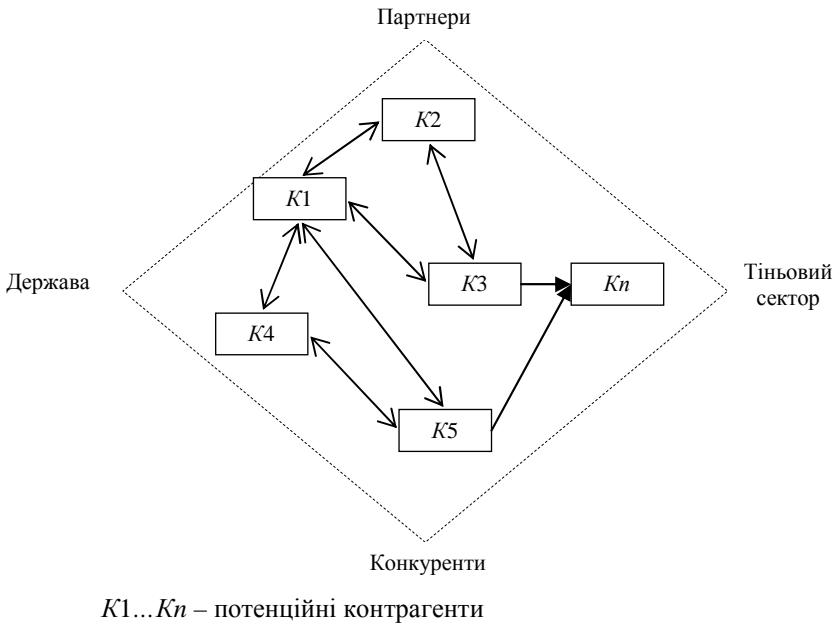 Партнери
К2
К1
Держава
К3
Кn
Тіньовий
сектор
К4
К5
Конкуренти
К1...Кn – потенційні контрагенти